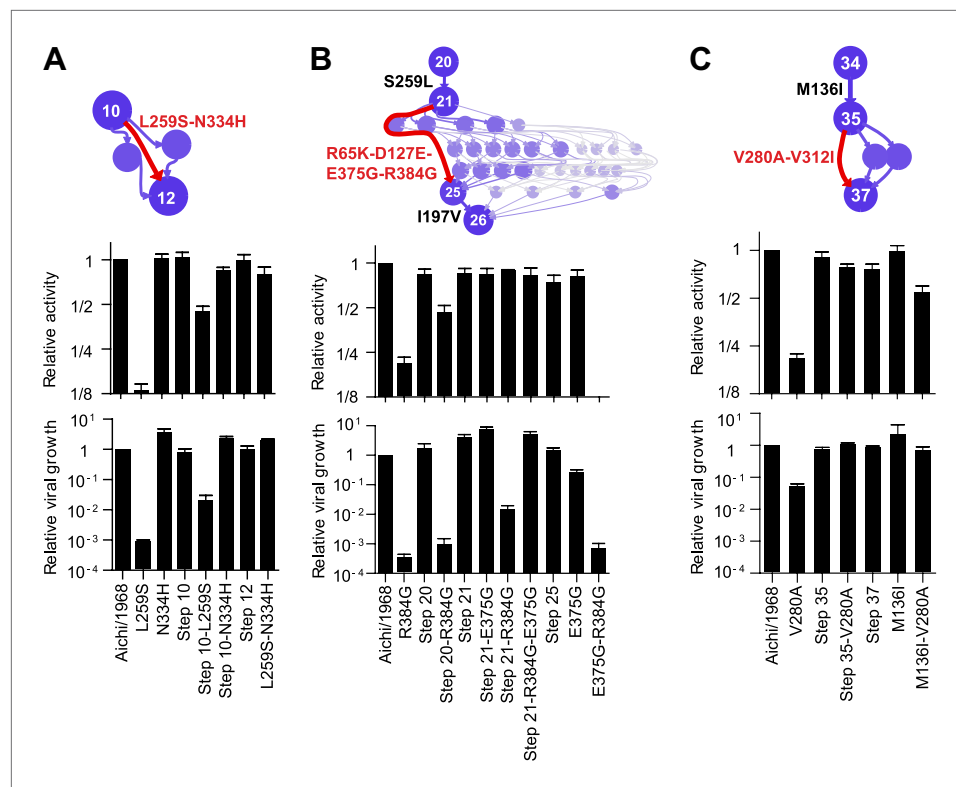 A
10
L259S-N334H
12
Relative activity
1
1/2
1/4
1/8
Relative viral growth
10^1
1
10^-1
10^-2
10^-3
10^-4
Aichi/1968
L259S
N334H
Step 10
Step 10-L259S
Step 10-N334H
Step 12
L259S-N334H
B
20
S259L
21
R65K-D127E-
E375G-R384G
25
I197V
26
Relative activity
1
1/2
1/4
1/8
Relative viral growth
10^1
1
10^-1
10^-2
10^-3
10^-4
Aichi/1968
R384G
Step 20
Step 20-R384G
Step 21
Step 21-E375G
Step 21-R384G
Step 21-R384G-E375G
Step 25
E375G
E375G-R384G
C
34
M136I
35
V280A-V312I
37
Relative activity
1
1/2
1/4
1/8
Relative viral growth
10^1
1
10^-1
10^-2
10^-3
10^-4
Aichi/1968
V280A
Step 35
Step 35-V280A
Step 37
M136I
M136I-V280A